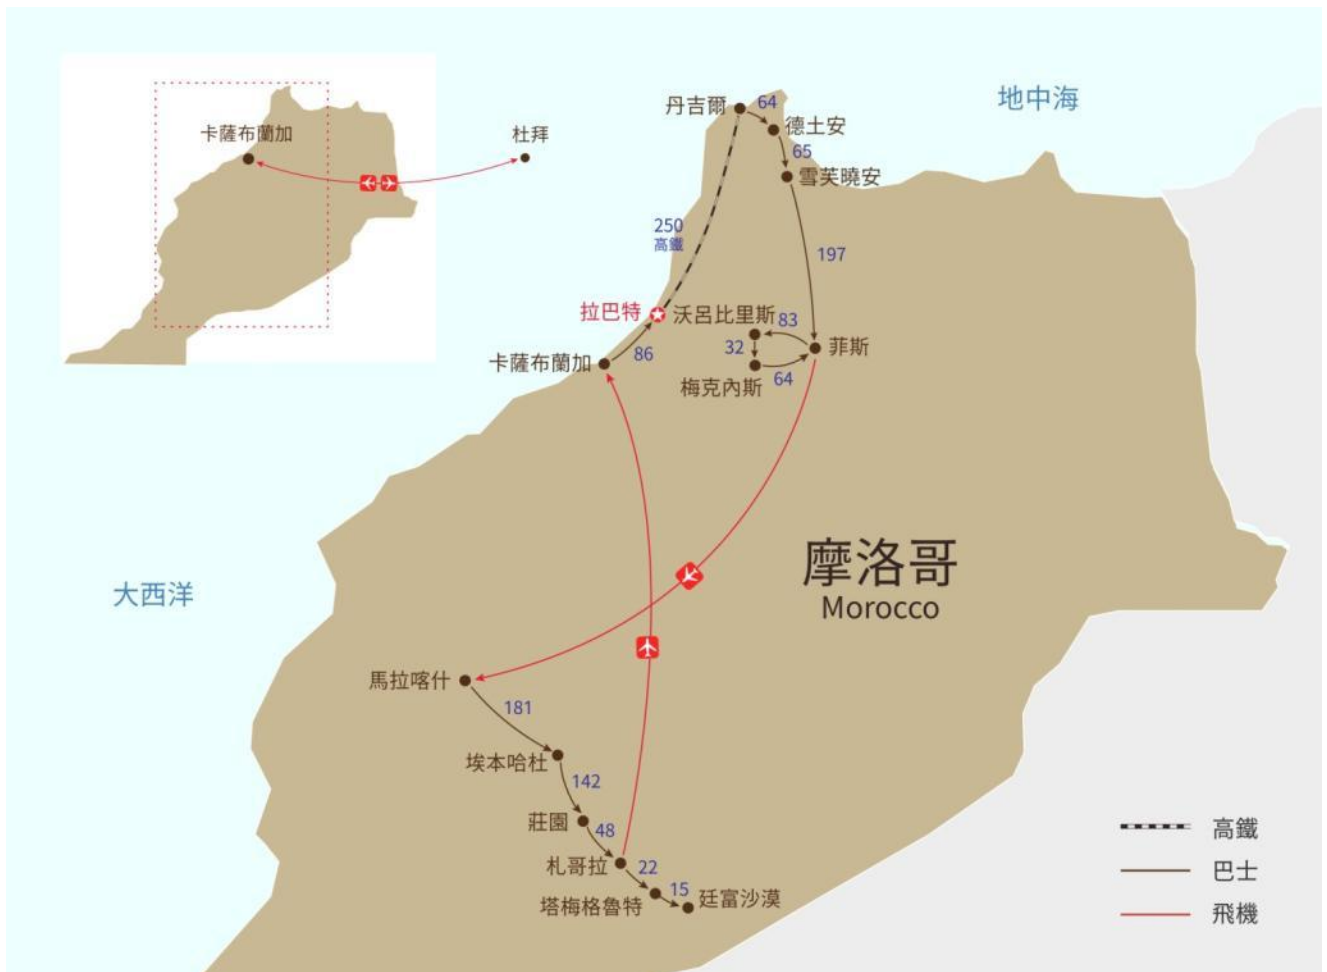 卡薩布蘭加
杜拜
地中海
丹吉爾
64
德土安
65
雪芙曉安
250
高鐵
197
拉巴特
沃呂比里斯
83
32
菲斯
卡薩布蘭加
86
64
梅克內斯
摩洛哥
Morocco
大西洋
馬拉喀什
181
埃本哈杜
142
莊園
48
札哥拉
22
塔梅格魯特
15
廷富沙漠
高鐵
巴士
飛機